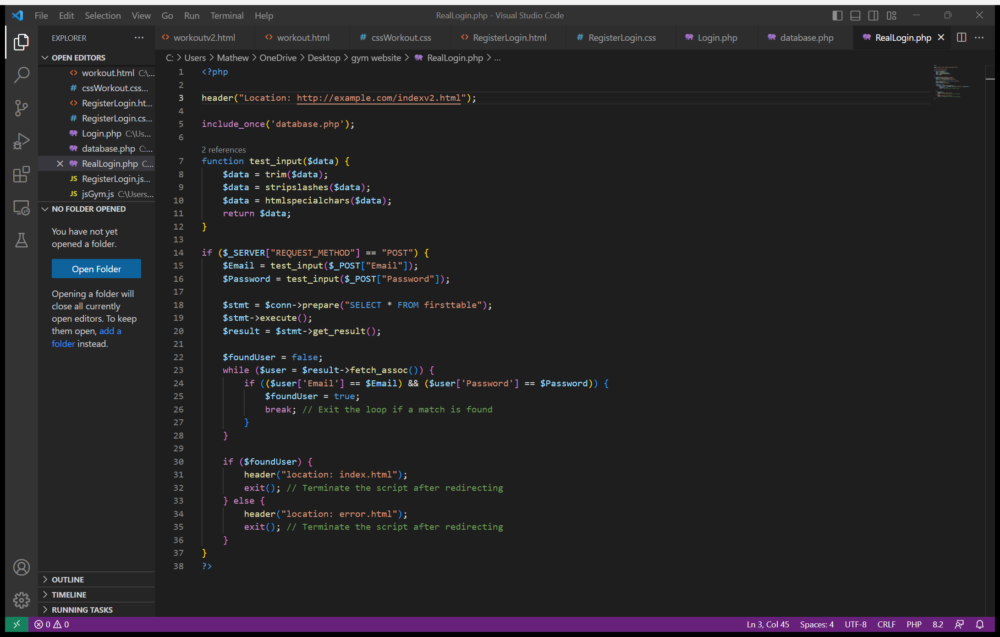 File Edit Selection View Go Run Terminal Help
RealLogin.php - Visual Studio Code
EXPLORER
workoutv2.html workout.html cssWorkout.css RegisterLogin.html RegisterLogin.css Login.php database.php RealLogin.php
OPEN EDITORS
workout.html C:\...
cssWorkout.css...
RegisterLogin.ht...
RegisterLogin.cs...
Login.php C:\Us...
database.php C:...
RealLogin.php C...
JS RegisterLogin.js...
JS jsGym.js C:\Users...
NO FOLDER OPENED
You have not yet
opened a folder.
Open Folder
Opening a folder will
close all currently
open editors. To keep
them open, add a
folder instead.
OUTLINE
TIMELINE
RUNNING TASKS
C: > Users > Mathew > OneDrive > Desktop > gym website > RealLogin.php > ...
1 <?php
2
3 header("Location: http://example.com/indexv2.html");
4
5 include_once('database.php');
6
2 references
7 function test_input($data) {
8     $data = trim($data);
9     $data = stripslashes($data);
10     $data = htmlspecialchars($data);
11     return $data;
12 }
13
14 if ($_SERVER["REQUEST_METHOD"] == "POST") {
15     $Email = test_input($_POST["Email"]);
16     $Password = test_input($_POST["Password"]);
17
18     $stmt = $conn->prepare("SELECT * FROM firsttable");
19     $stmt->execute();
20     $result = $stmt->get_result();
21
22     $foundUser = false;
23     while ($user = $result->fetch_assoc()) {
24         if (($user['Email'] == $Email) && ($user['Password'] == $Password)) {
25             $foundUser = true;
26             break; // Exit the loop if a match is found
27         }
28     }
29
30     if ($foundUser) {
31         header("location: index.html");
32         exit(); // Terminate the script after redirecting
33     } else {
34         header("location: error.html");
35         exit(); // Terminate the script after redirecting
36     }
37 }
38 ?>
0 0
Ln 3, Col 45 Spaces: 4 UTF-8 CRLF PHP 8.2